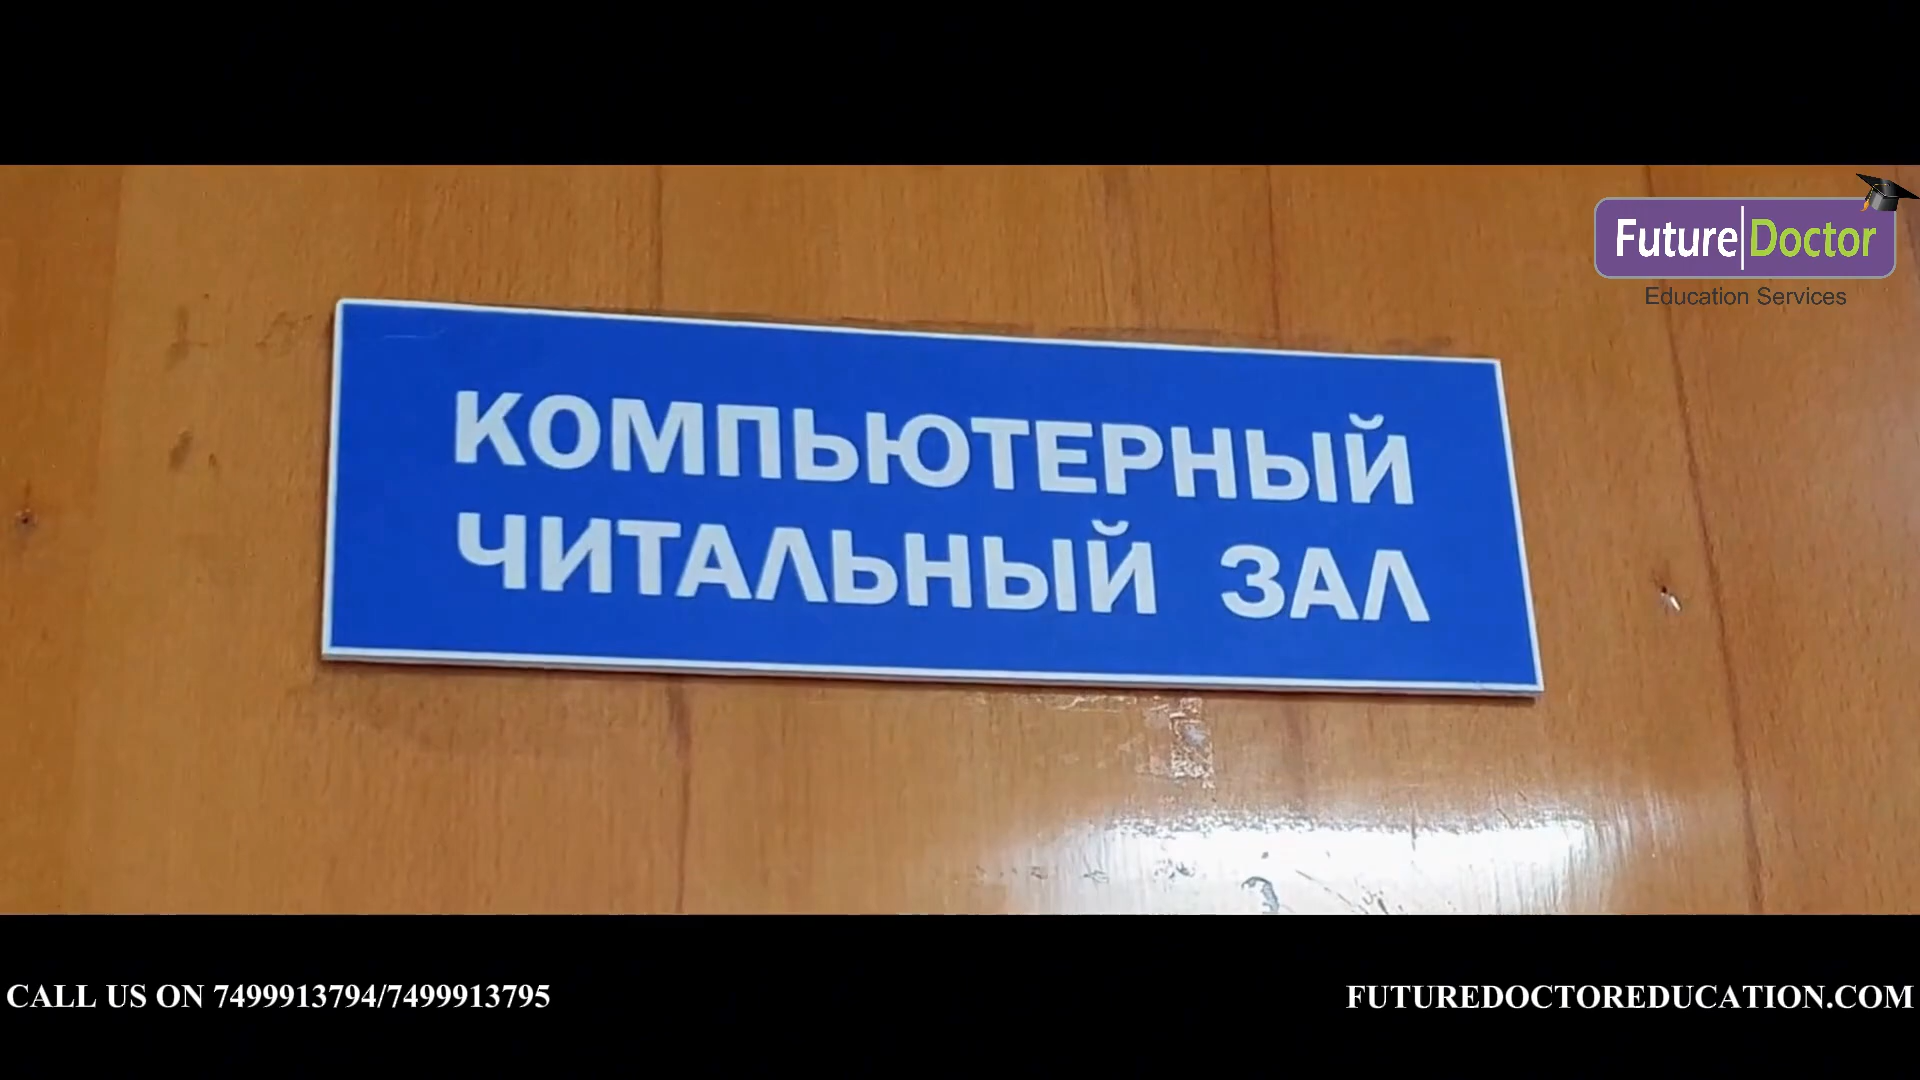 Future Doctor
Education Services
КОМПЬЮТЕРНЫЙ
ЧИТАЛЬНЫЙ ЗАЛ
CALL US ON 7499913794/7499913795
FUTUREDOCTOREDUCATION.COM